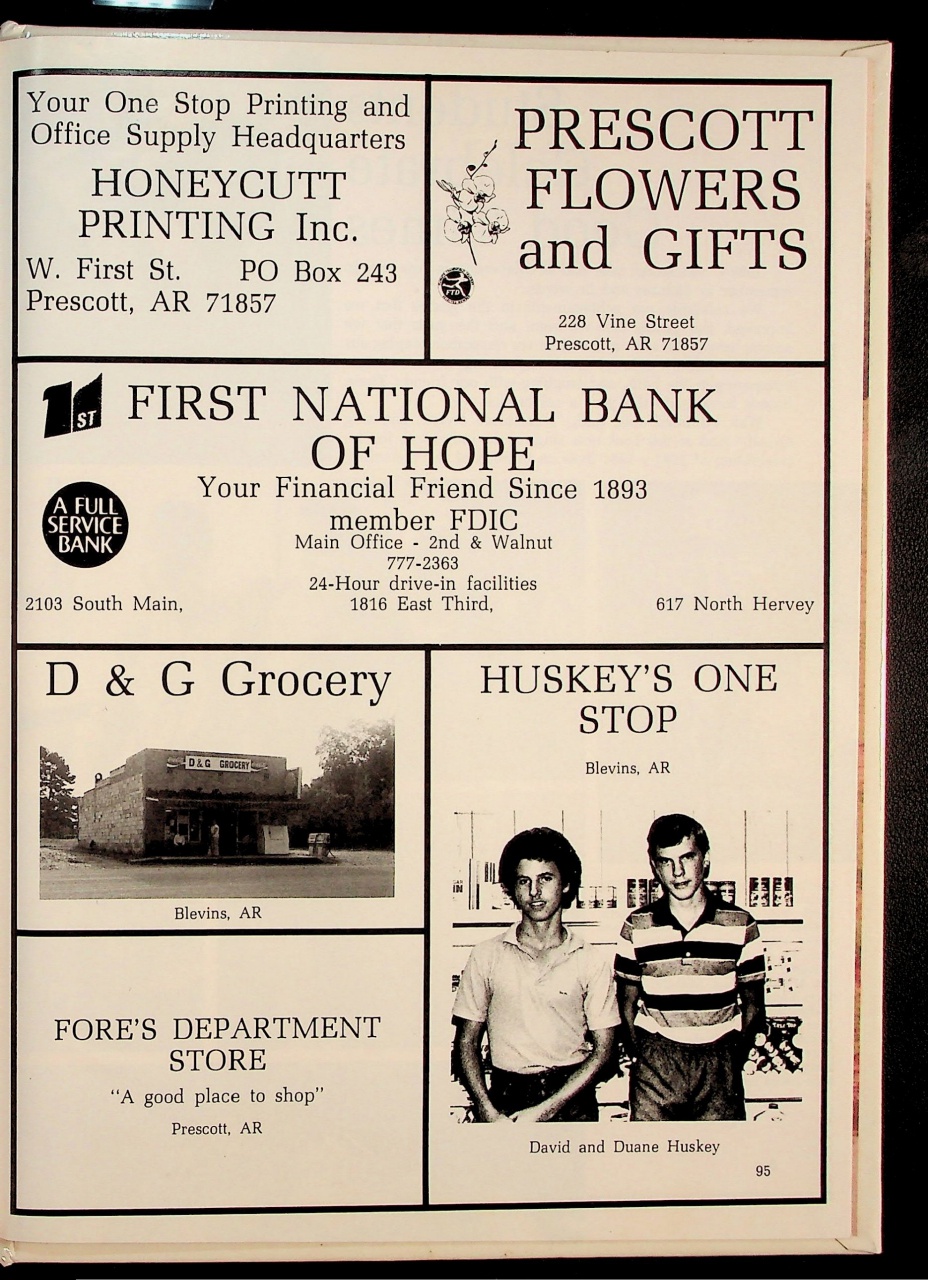 Your One Stop Printing and
Office Supply Headquarters
HONEYCUTT
PRINTING Inc.
W. First St. PO Box 243
Prescott, AR 71857
PRESCOTT
FLOWERS
and GIFTS
FTD
228 Vine Street
Prescott, AR 71857
1ST
FIRST NATIONAL BANK
OF HOPE
Your Financial Friend Since 1893
member FDIC
A FULL
SERVICE
BANK
Main Office - 2nd & Walnut
777-2363
24-Hour drive-in facilities
2103 South Main, 1816 East Third, 617 North Hervey
D & G Grocery
D & G GROCERY
Blevins, AR
HUSKEY'S ONE
STOP
Blevins, AR
David and Duane Huskey
FORE'S DEPARTMENT
STORE
"A good place to shop"
Prescott, AR
95